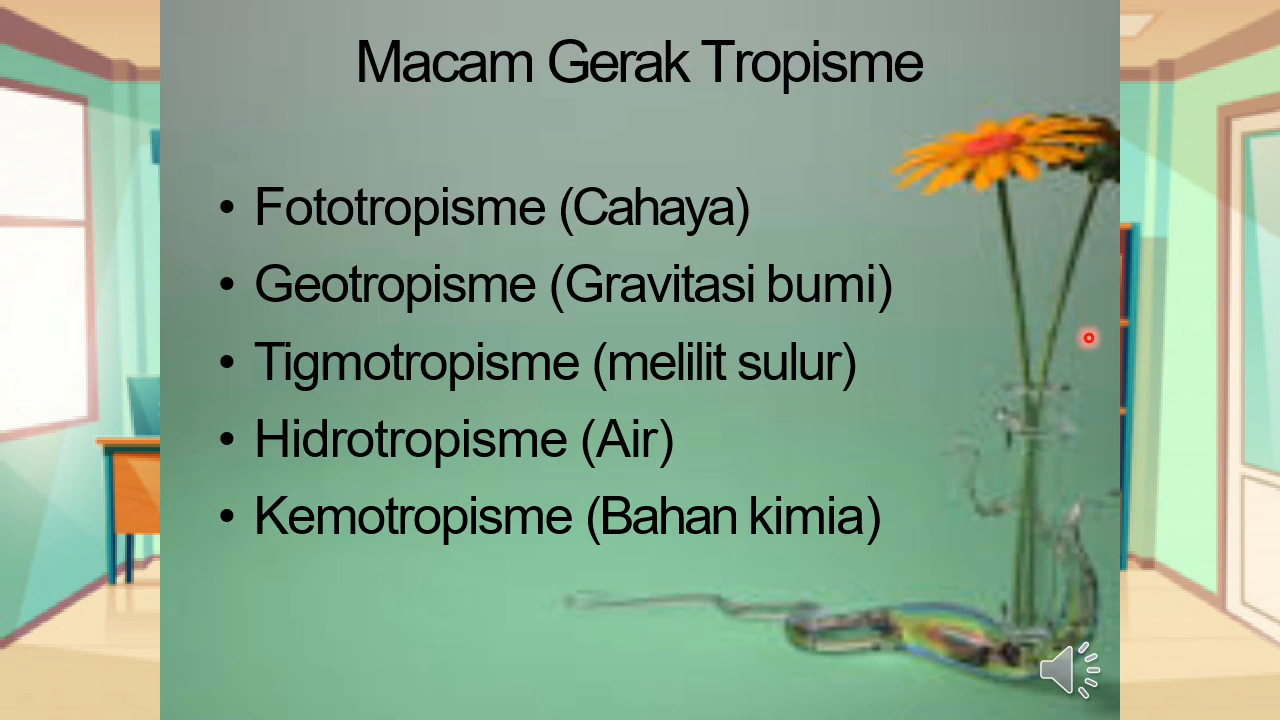 Macam Gerak Tropisme
• Fototropisme (Cahaya)
• Geotropisme (Gravitasi bumi)
• Tigmotropisme (melilit sulur)
• Hidrotropisme (Air)
• Kemotropisme (Bahan kimia)